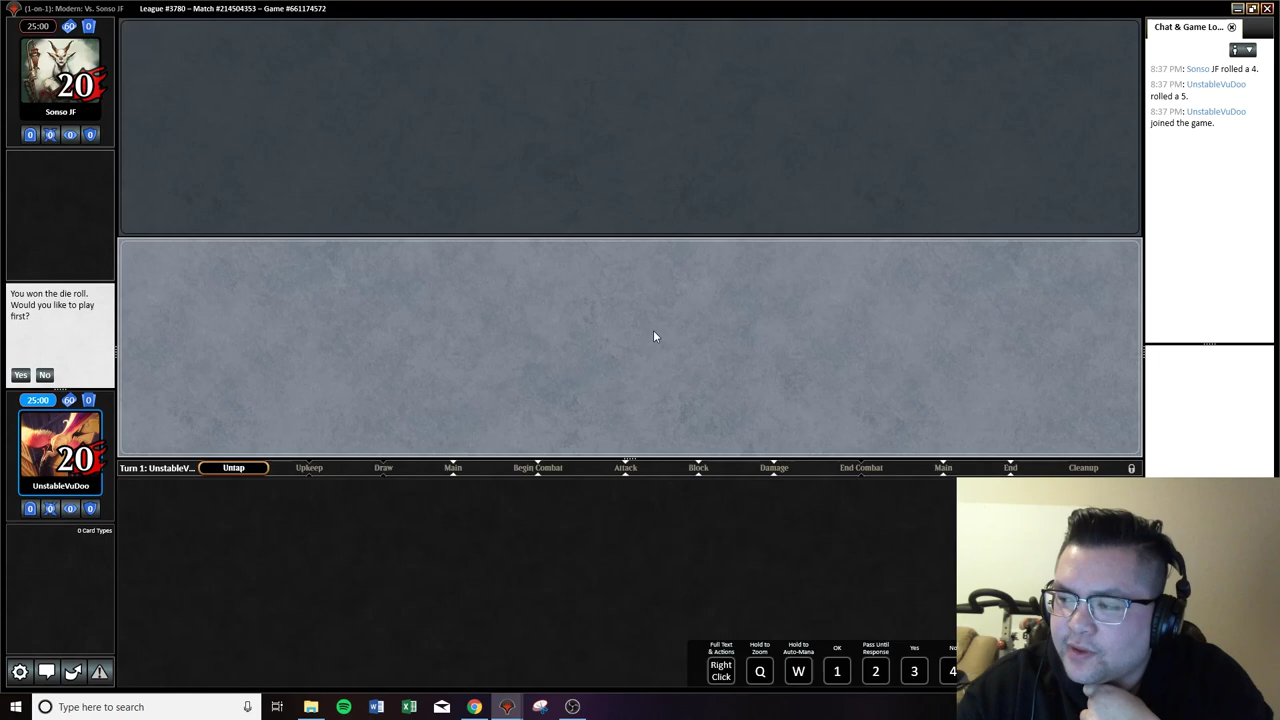 (1-on-1): Modern: Vs. Sonso JF
League #3780 – Match #214504353 – Game #661174572
25:00
60
0
20
Sonso JF
0
0
0
0
You won the die roll.
Would you like to play
first?
Yes
No
25:00
60
0
20
UnstableVuDoo
0
0
0
0
0 Card Types
Turn 1: UnstableV...
Untap
Upkeep
Draw
Main
Begin Combat
Attack
Block
Damage
End Combat
Main
End
Cleanup
Full Text
& Actions
Right
Click
Hold to
Zoom
Q
Hold to
Auto-Mana
W
OK
1
Pass Until
Response
2
Yes
3
4
Chat & Game Lo...
8:37 PM: Sonso JF rolled a 4.
8:37 PM: UnstableVuDoo
rolled a 5.
8:37 PM: UnstableVuDoo
joined the game.
Type here to search